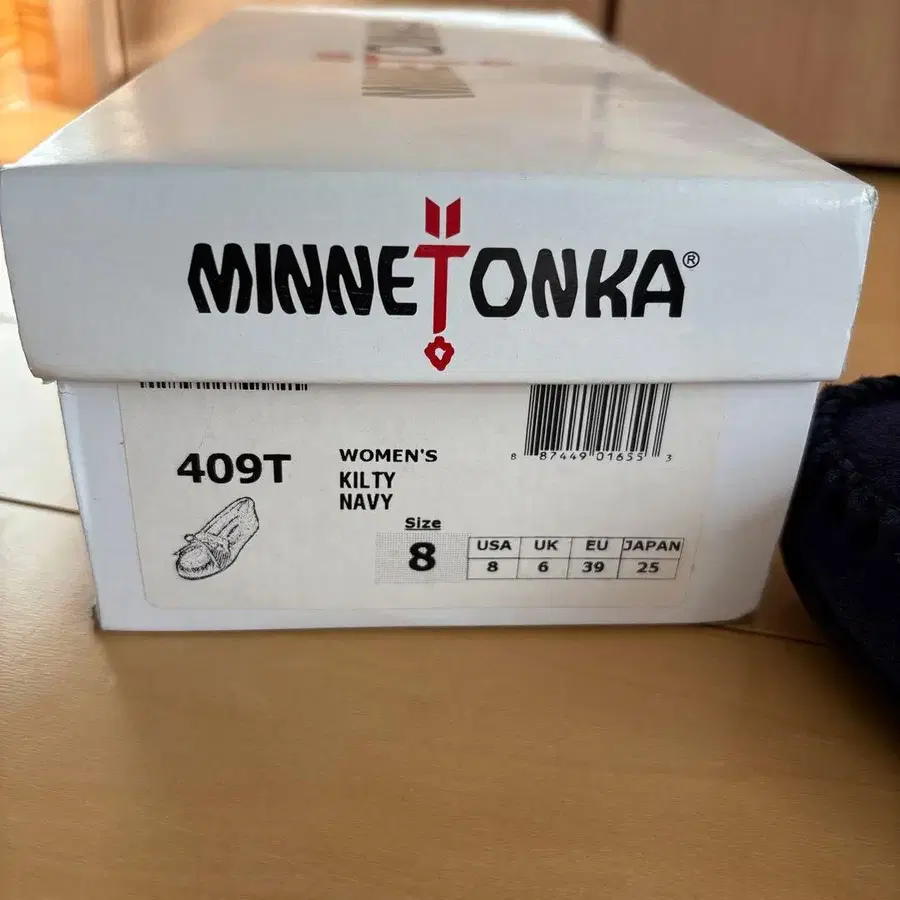 MINNETONKA®
409T
WOMEN'S
KILTY
NAVY
8 87449 01655 3
Size
8
USA UK EU JAPAN
8 6 39 25